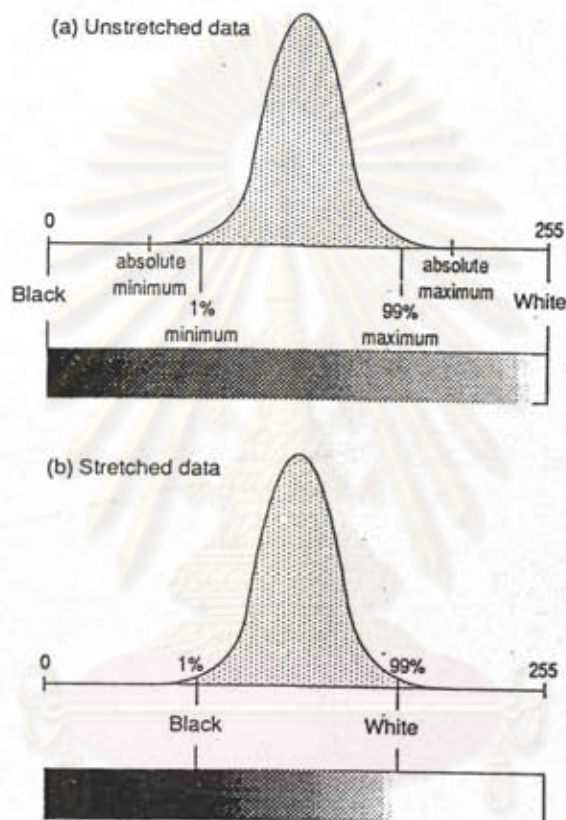 (a) Unstretched data
0
255
absolute
minimum
absolute
maximum
Black
White
1%
minimum
99%
maximum
(b) Stretched data
0
1%
99%
255
Black
White